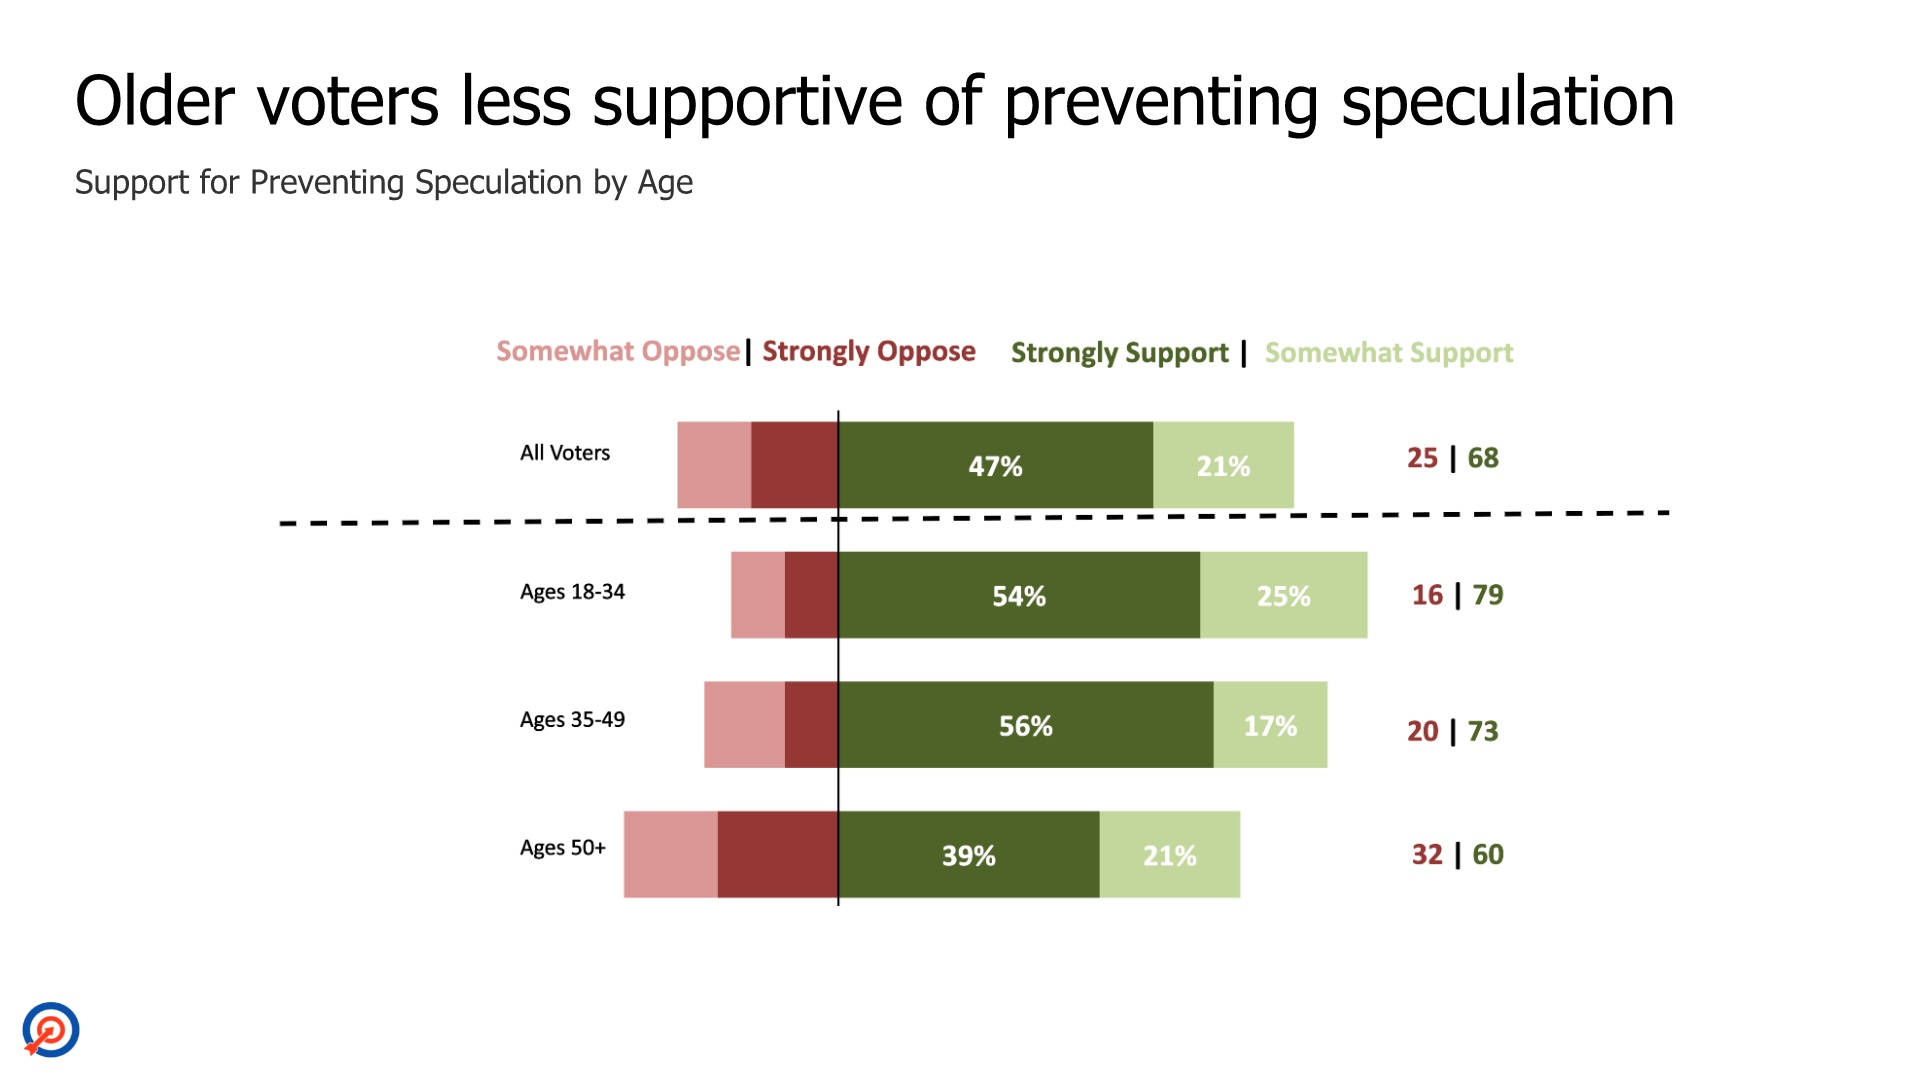 Older voters less supportive of preventing speculation
Support for Preventing Speculation by Age
Somewhat Oppose | Strongly Oppose Strongly Support | Somewhat Support
All Voters 47% 21% 25 | 68
Ages 18-34 54% 25% 16 | 79
Ages 35-49 56% 17% 20 | 73
Ages 50+ 39% 21% 32 | 60